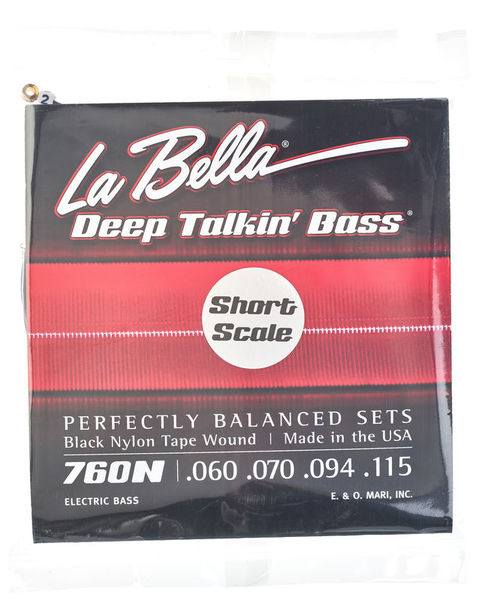 2
La Bella®
Deep Talkin' Bass®
Short
Scale
PERFECTLY BALANCED SETS
Black Nylon Tape Wound | Made in the USA
760N | .060 .070 .094 .115
ELECTRIC BASS E. & O. MARI, INC.